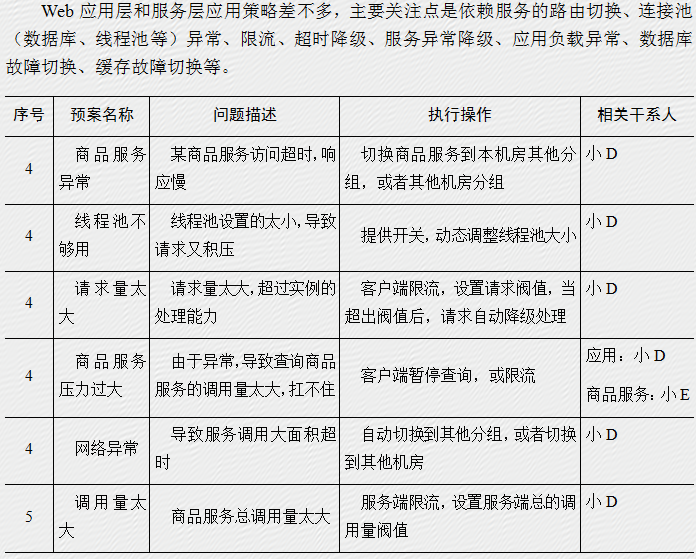 Web 应用层和服务层应用策略差不多，主要关注点是依赖服务的路由切换、连接池
（数据库、线程池等）异常、限流、超时降级、服务异常降级、应用负载异常、数据库
故障切换、缓存故障切换等。
序号 预案名称 问题描述 执行操作 相关干系人
4
商品服务
异常
某商品服务访问超时，响
应慢
切换商品服务到本机房其他分
组，或者其他机房分组
小 D
4
线程池不
够用
线程池设置的太小，导致
请求又积压
提供开关，动态调整线程池大小
小 D
4
请求量太
大
请求量太大，超过实例的
处理能力
客户端限流，设置请求阀值，当
超出阀值后，请求自动降级处理
小 D
4
商品服务
压力过大
由于异常，导致查询商品
服务的调用量太大，扛不住
客户端暂停查询，或限流
应用：小 D
商品服务：小 E
4
网络异常
导致服务调用大面积超
时
自动切换到其他分组，或者切换
到其他机房
小 D
5
调用量太
大
商品服务总调用量太大
服务端限流，设置服务端总的调
用量阀值
小 D